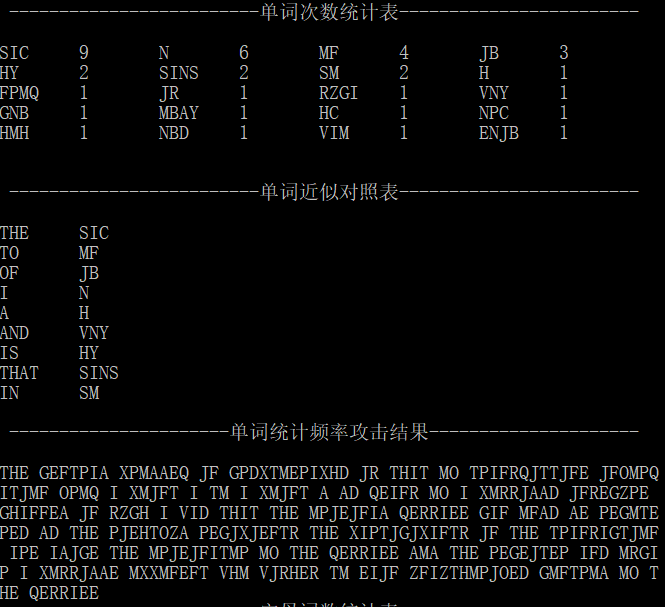 -------------------------单词次数统计表------------------------
SIC 9 N 6 MF 4 JB 3
HY 2 SINS 2 SM 2 H 1
FPMQ 1 JR 1 RZGI 1 VNY 1
GNB 1 MBAY 1 HC 1 NPC 1
HMH 1 NBD 1 VIM 1 ENJB 1
-------------------------单词近似对照表------------------------
THE SIC
TO MF
OF JB
I N
A H
AND VNY
IS HY
THAT SINS
IN SM
----------------------单词统计频率攻击结果---------------------
THE GEFTPIA XPMAAEQ JF GPDXTMEPIXHD JR THIT MO TPIFRQJTTJFE JFOMPQ
ITJMF OPMQ I XMJFT I TM I XMJFT A AD QEIFR MO I XMRRJAAD JFREGZPE
GHIFFEA JF RZGH I VID THIT THE MPJEJFIA QERRIEE GIF MFAD AE PEGMTE
PED AD THE PJEHTOZA PEGJXJEFTR THE XIPTJGJXIFTR JF THE TPIFRIGTJMF
IPE IAJGE THE MPJEJFITMP MO THE QERRIEE AMA THE PEGEJTEP IFD MRGI
P I XMRRJAAE MXXMFEFT VHM VJRHER TM EIJF ZFIZTHMPJOED GMFTPMA MO T
HE QERRIEE